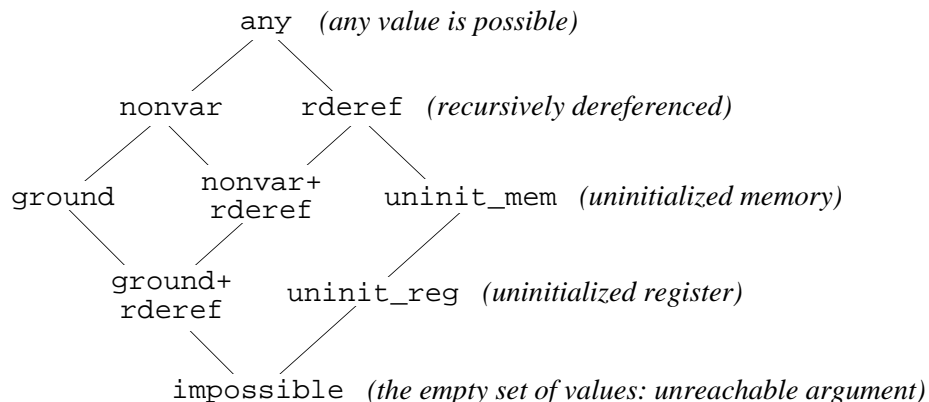 any (any value is possible)
nonvar rderef (recursively dereferenced)
ground nonvar+ rderef uninit_mem (uninitialized memory)
ground+ rderef uninit_reg (uninitialized register)
impossible (the empty set of values: unreachable argument)